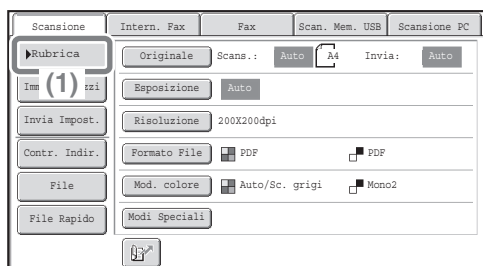 Scansione Intern. Fax Fax Scan. Mem. USB Scansione PC
Rubrica Originale Scans.: Auto A4 Invia: Auto
(1) zzi Esposizione Auto
Invia Impost. Risoluzione 200X200dpi
Contr. Indir. Formato File PDF PDF
File Mod. colore Auto/Sc. grigi Mono2
File Rapido Modi Speciali